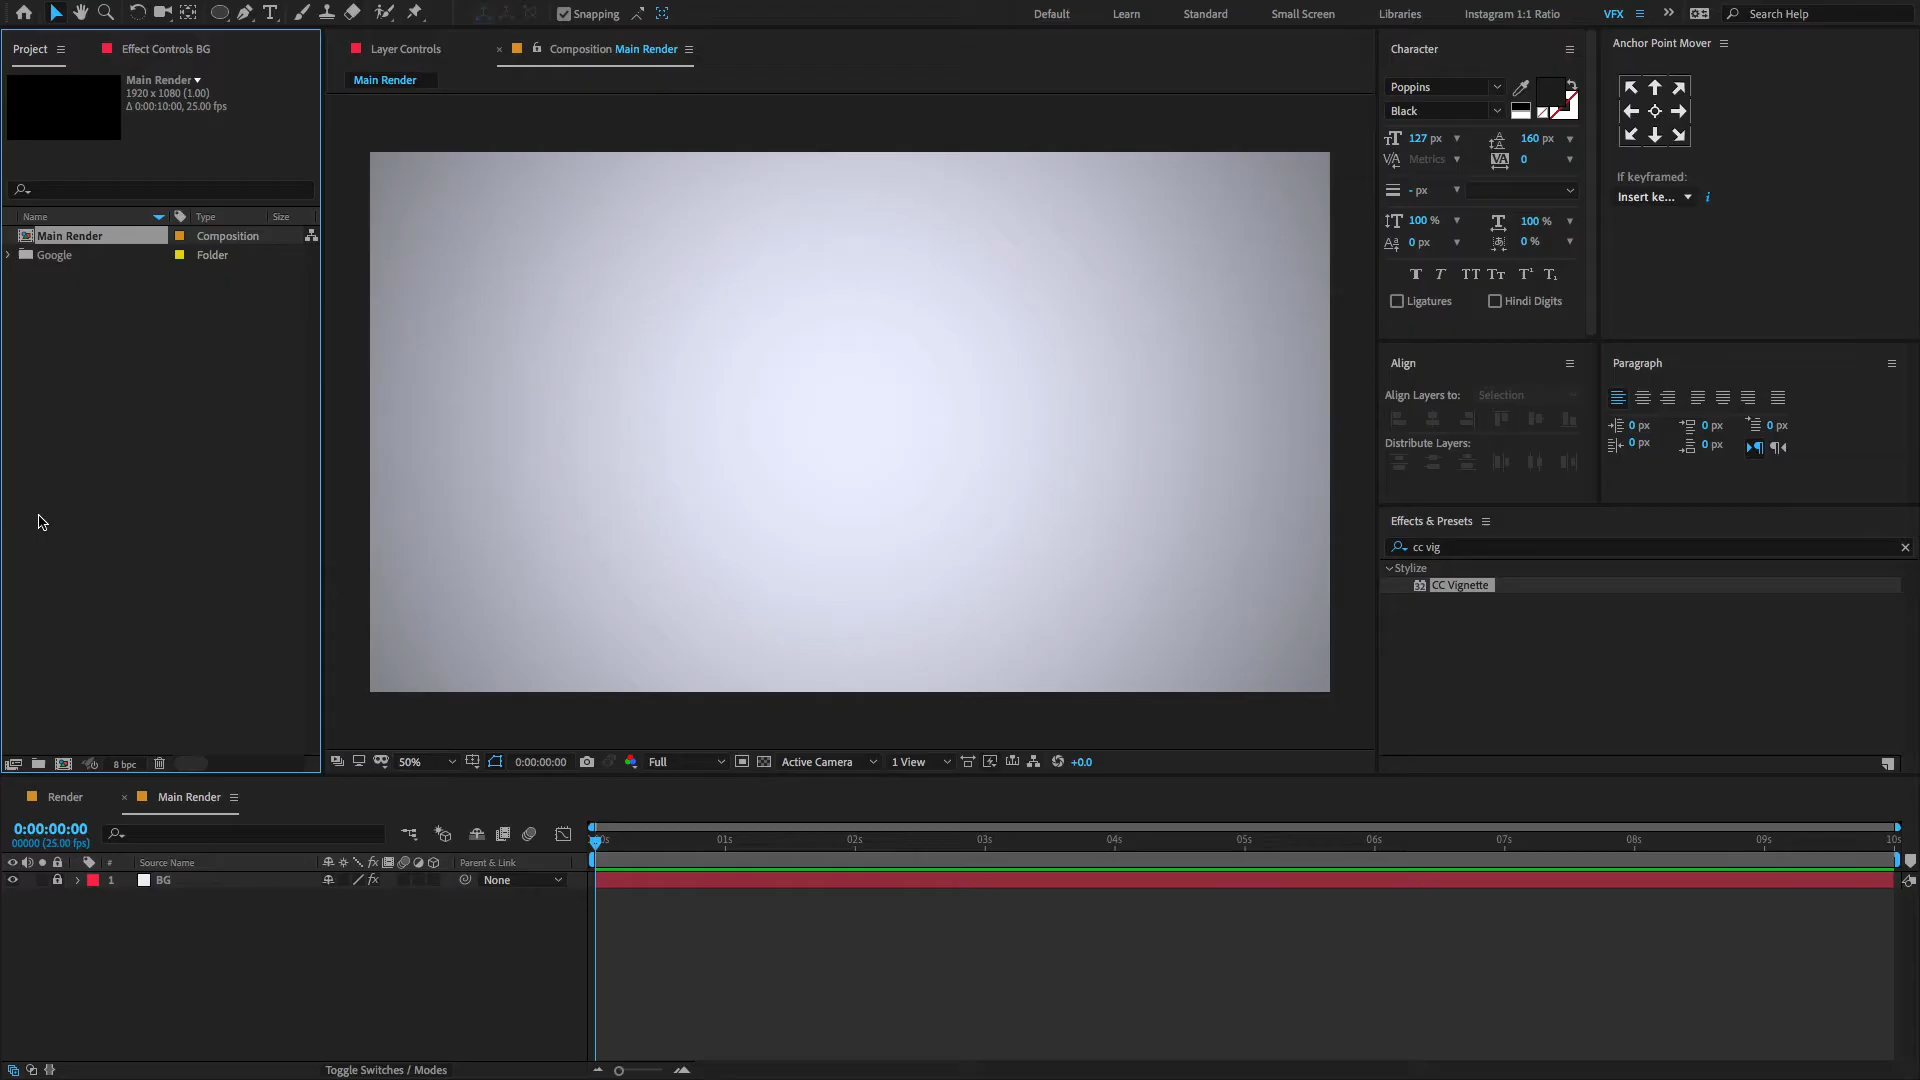 Snapping
Default
Learn
Standard
Small Screen
Libraries
Instagram 1:1 Ratio
VFX
Search Help
Project
Effect Controls BG
Main Render
1920 x 1080 (1.00)
Δ 0:00:10:00, 25.00 fps
Name
Type
Size
Main Render
Composition
Google
Folder
8 bpc
Layer Controls
Composition Main Render
Main Render
50%
0:00:00:00
Full
Active Camera
1 View
+0.0
Character
Poppins
Black
127 px
160 px
Metrics
0
- px
100 %
100 %
0 px
0 %
Ligatures
Hindi Digits
Anchor Point Mover
If keyframed:
Insert ke...
Align
Align Layers to:
Selection
Distribute Layers:
Paragraph
0 px
0 px
0 px
0 px
0 px
Effects & Presets
cc vig
Stylize
32
CC Vignette
Render
Main Render
0:00:00:00
00000 (25.00 fps)
#
Source Name
fx
Parent & Link
1
BG
fx
None
01s
02s
03s
04s
05s
06s
07s
08s
09s
10s
Toggle Switches / Modes